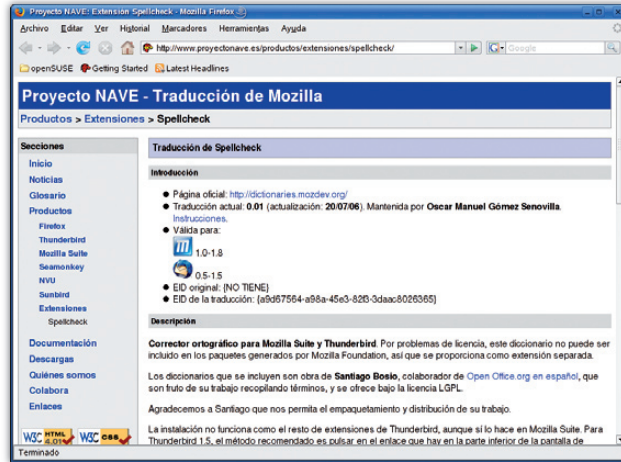 Proyecto NAVE: Extension Spellcheck - Mozilla Firefox
Archivo Editar Ver Historial Marcadores Herramientas Ayuda
http://www.proyectonave.es/productos/extensiones/spellcheck/
Google
openSUSE Getting Started Latest Headlines
Proyecto NAVE - Traducción de Mozilla
Productos > Extensiones > Spellcheck
Secciones
Inicio
Noticias
Glosario
Productos
Firefox
Thunderbird
Mozilla Suite
Seamonkey
NVU
Sunbird
Extensiones
Spellcheck
Documentación
Descargas
Quiénes somos
Colabora
Enlaces
W3C HTML 4.01
W3C css
Traducción de Spellcheck
Introducción
Página oficial: http://dictionaries.mozdev.org/
Traducción actual: 0.01 (actualización: 20/07/06). Mantenida por Oscar Manuel Gómez Senovilla.
Instrucciones.
Válida para:
1.0-1.8
0.5-1.5
EID original: {NO TIENE}
EID de la traducción: {a9d67564-a98a-45e3-82f3-3daac8026365}
Descripción
Corrector ortográfico para Mozilla Suite y Thunderbird. Por problemas de licencia, este diccionario no puede ser
incluido en los paquetes generados por Mozilla Foundation, así que se proporciona como extensión separada.
Los diccionarios que se incluyen son obra de Santiago Bosio, colaborador de Open Office.org en español, que
son fruto de su trabajo recopilando términos, y se ofrece bajo la licencia LGPL.
Agradecemos a Santiago que nos permita el empaquetamiento y distribución de su trabajo.
La instalación no funciona como el resto de extensiones de Thunderbird, aunque sí lo hace en Mozilla Suite. Para
Thunderbird 1.5, el método recomendado es pulsar en el enlace que hay en la parte inferior de la pantalla de
Terminado